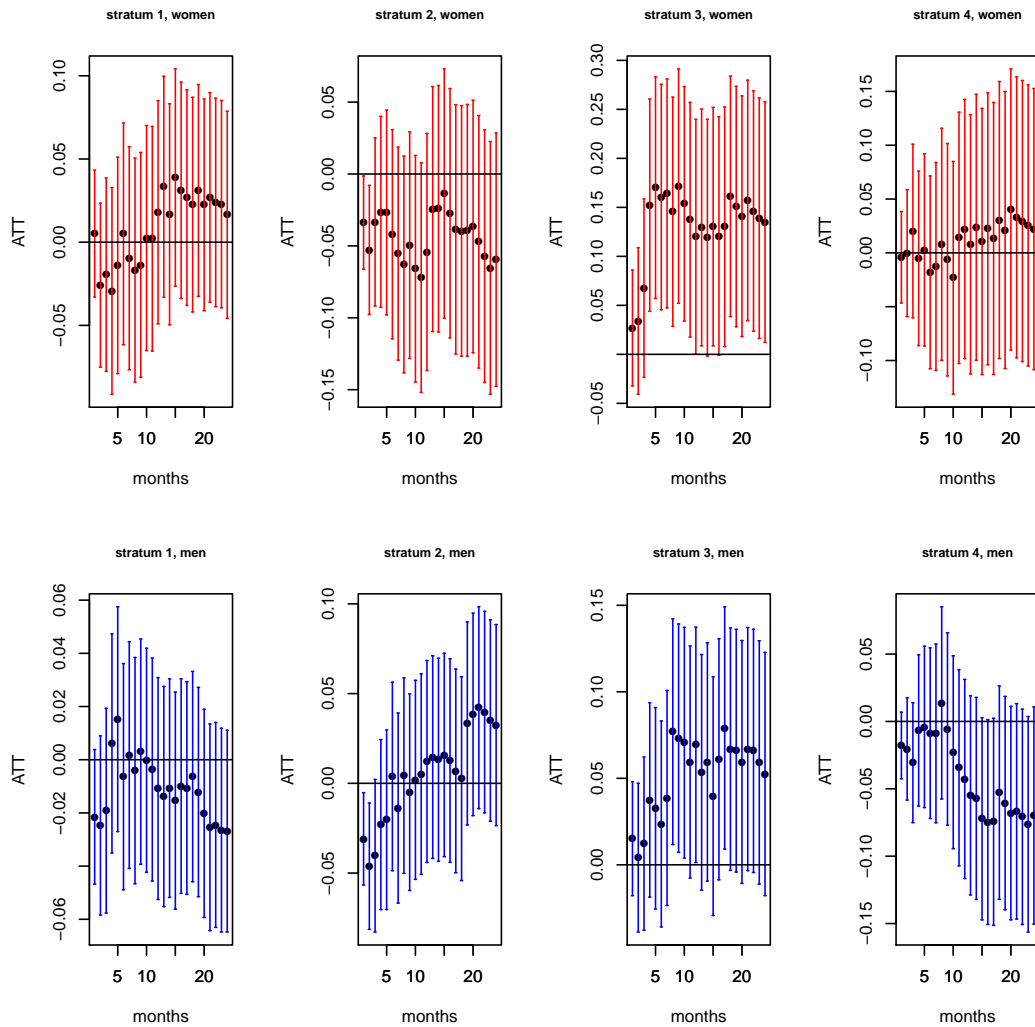 stratum 1, women
ATT
0.10
0.05
0.00
−0.05
5 10 20
months
stratum 2, women
ATT
0.05
0.00
−0.05
−0.10
−0.15
5 10 20
months
stratum 3, women
ATT
0.30
0.25
0.20
0.15
0.10
0.05
−0.05
5 10 20
months
stratum 4, women
ATT
0.15
0.10
0.05
0.00
−0.10
5 10 20
months
stratum 1, men
ATT
0.06
0.04
0.02
0.00
−0.02
−0.06
5 10 20
months
stratum 2, men
ATT
0.10
0.05
0.00
−0.05
5 10 20
months
stratum 3, men
ATT
0.15
0.10
0.05
0.00
5 10 20
months
stratum 4, men
ATT
0.05
0.00
−0.05
−0.10
−0.15
5 10 20
months